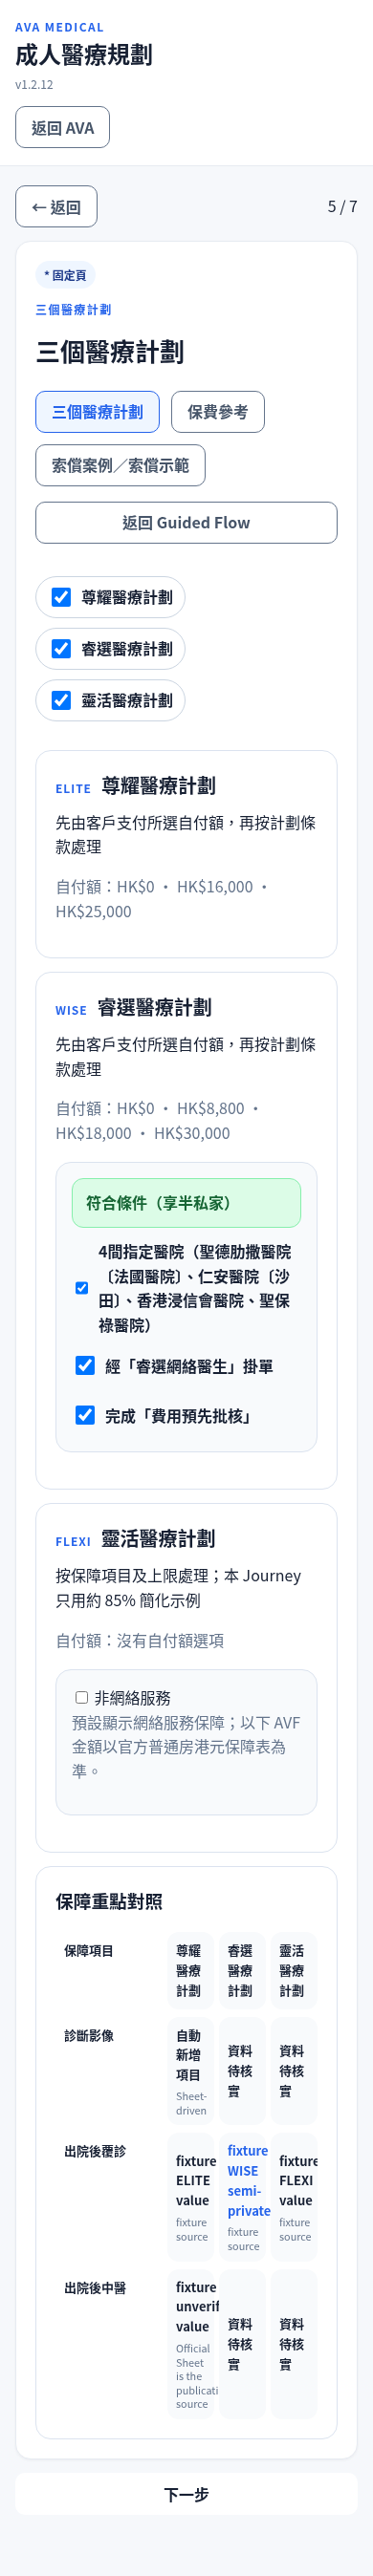 AVA MEDICAL
成人醫療規劃
v1.2.12
返回 AVA
← 返回
5 / 7
* 固定頁
三個醫療計劃
三個醫療計劃
三個醫療計劃
保費參考
索償案例／索償示範
返回 Guided Flow
尊耀醫療計劃
睿選醫療計劃
靈活醫療計劃
ELITE 尊耀醫療計劃
先由客戶支付所選自付額，再按計劃條
款處理
自付額：HK$0 · HK$16,000 ·
HK$25,000
WISE 睿選醫療計劃
先由客戶支付所選自付額，再按計劃條
款處理
自付額：HK$0 · HK$8,800 ·
HK$18,000 · HK$30,000
符合條件（享半私家）
4間指定醫院（聖德肋撒醫院
〔法國醫院〕、仁安醫院〔沙
田〕、香港浸信會醫院、聖保
祿醫院）
經「睿選網絡醫生」掛單
完成「費用預先批核」
FLEXI 靈活醫療計劃
按保障項目及上限處理；本 Journey
只用約 85% 簡化示例
自付額：沒有自付額選項
非網絡服務
預設顯示網絡服務保障；以下 AVF
金額以官方普通房港元保障表為
準。
保障重點對照
保障項目
尊耀
醫療
計劃
睿選
醫療
計劃
靈活
醫療
計劃
診斷影像
自動
新增
項目
Sheet-
driven
資料
待核
實
資料
待核
實
出院後覆診
fixture
ELITE
value
fixture
source
fixture
WISE
semi-
private
fixture
source
fixture
FLEXI
value
fixture
source
出院後中醫
fixture
unverif
value
Official
Sheet
is the
publicati
source
資料
待核
實
資料
待核
實
下一步